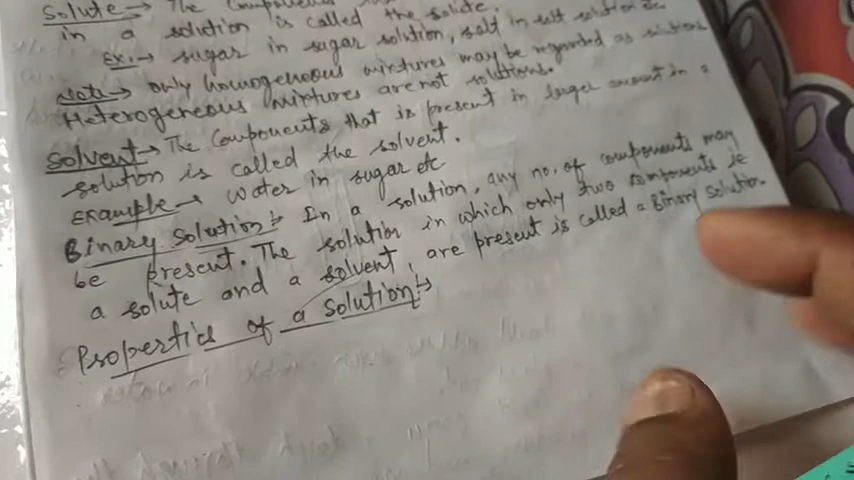 Solute → The Components
in a solution is called the solute.
Ex:→ sugar in sugar solution, salt in salt solution etc
Note→ only homogeneous mixtures may be regarded as solutions
Heterogeneous mixtures are not solutions.
Solvent→ The Components that is present in larger amount in a
solution is called the solvent.
Example→ Water in sugar etc
Binary Solution:→ In a solution, any no. of components may
be present. The solution in which only two components ie
a solute and a solvent, are present is called a Binary Solution.
Properties of a Solution:→